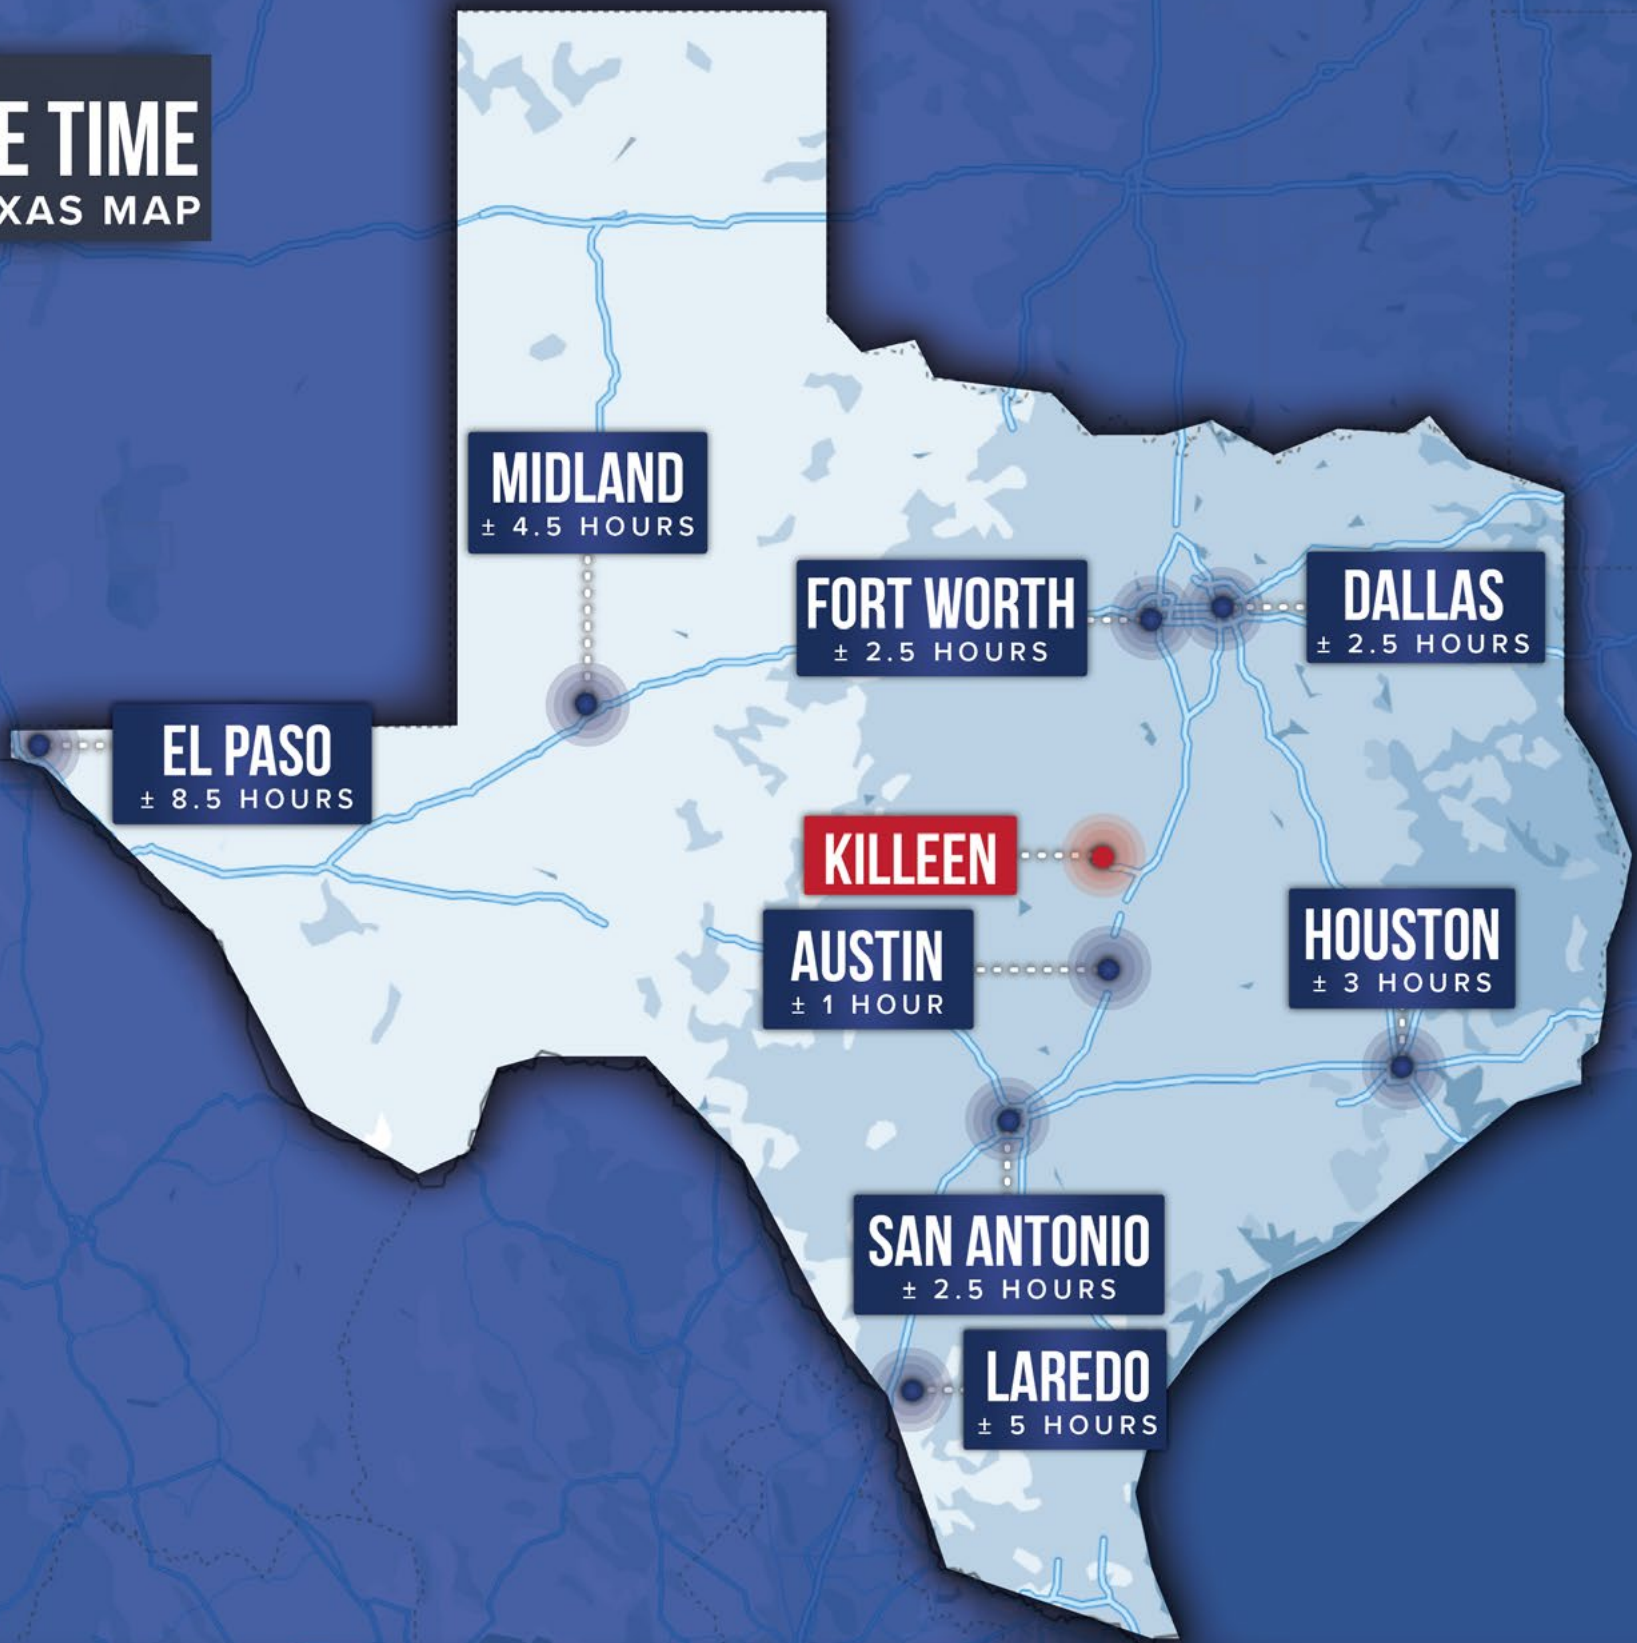 E TIME
XAS MAP
MIDLAND
± 4.5 HOURS
FORT WORTH
± 2.5 HOURS
DALLAS
± 2.5 HOURS
EL PASO
± 8.5 HOURS
KILLEEN
AUSTIN
± 1 HOUR
HOUSTON
± 3 HOURS
SAN ANTONIO
± 2.5 HOURS
LAREDO
± 5 HOURS